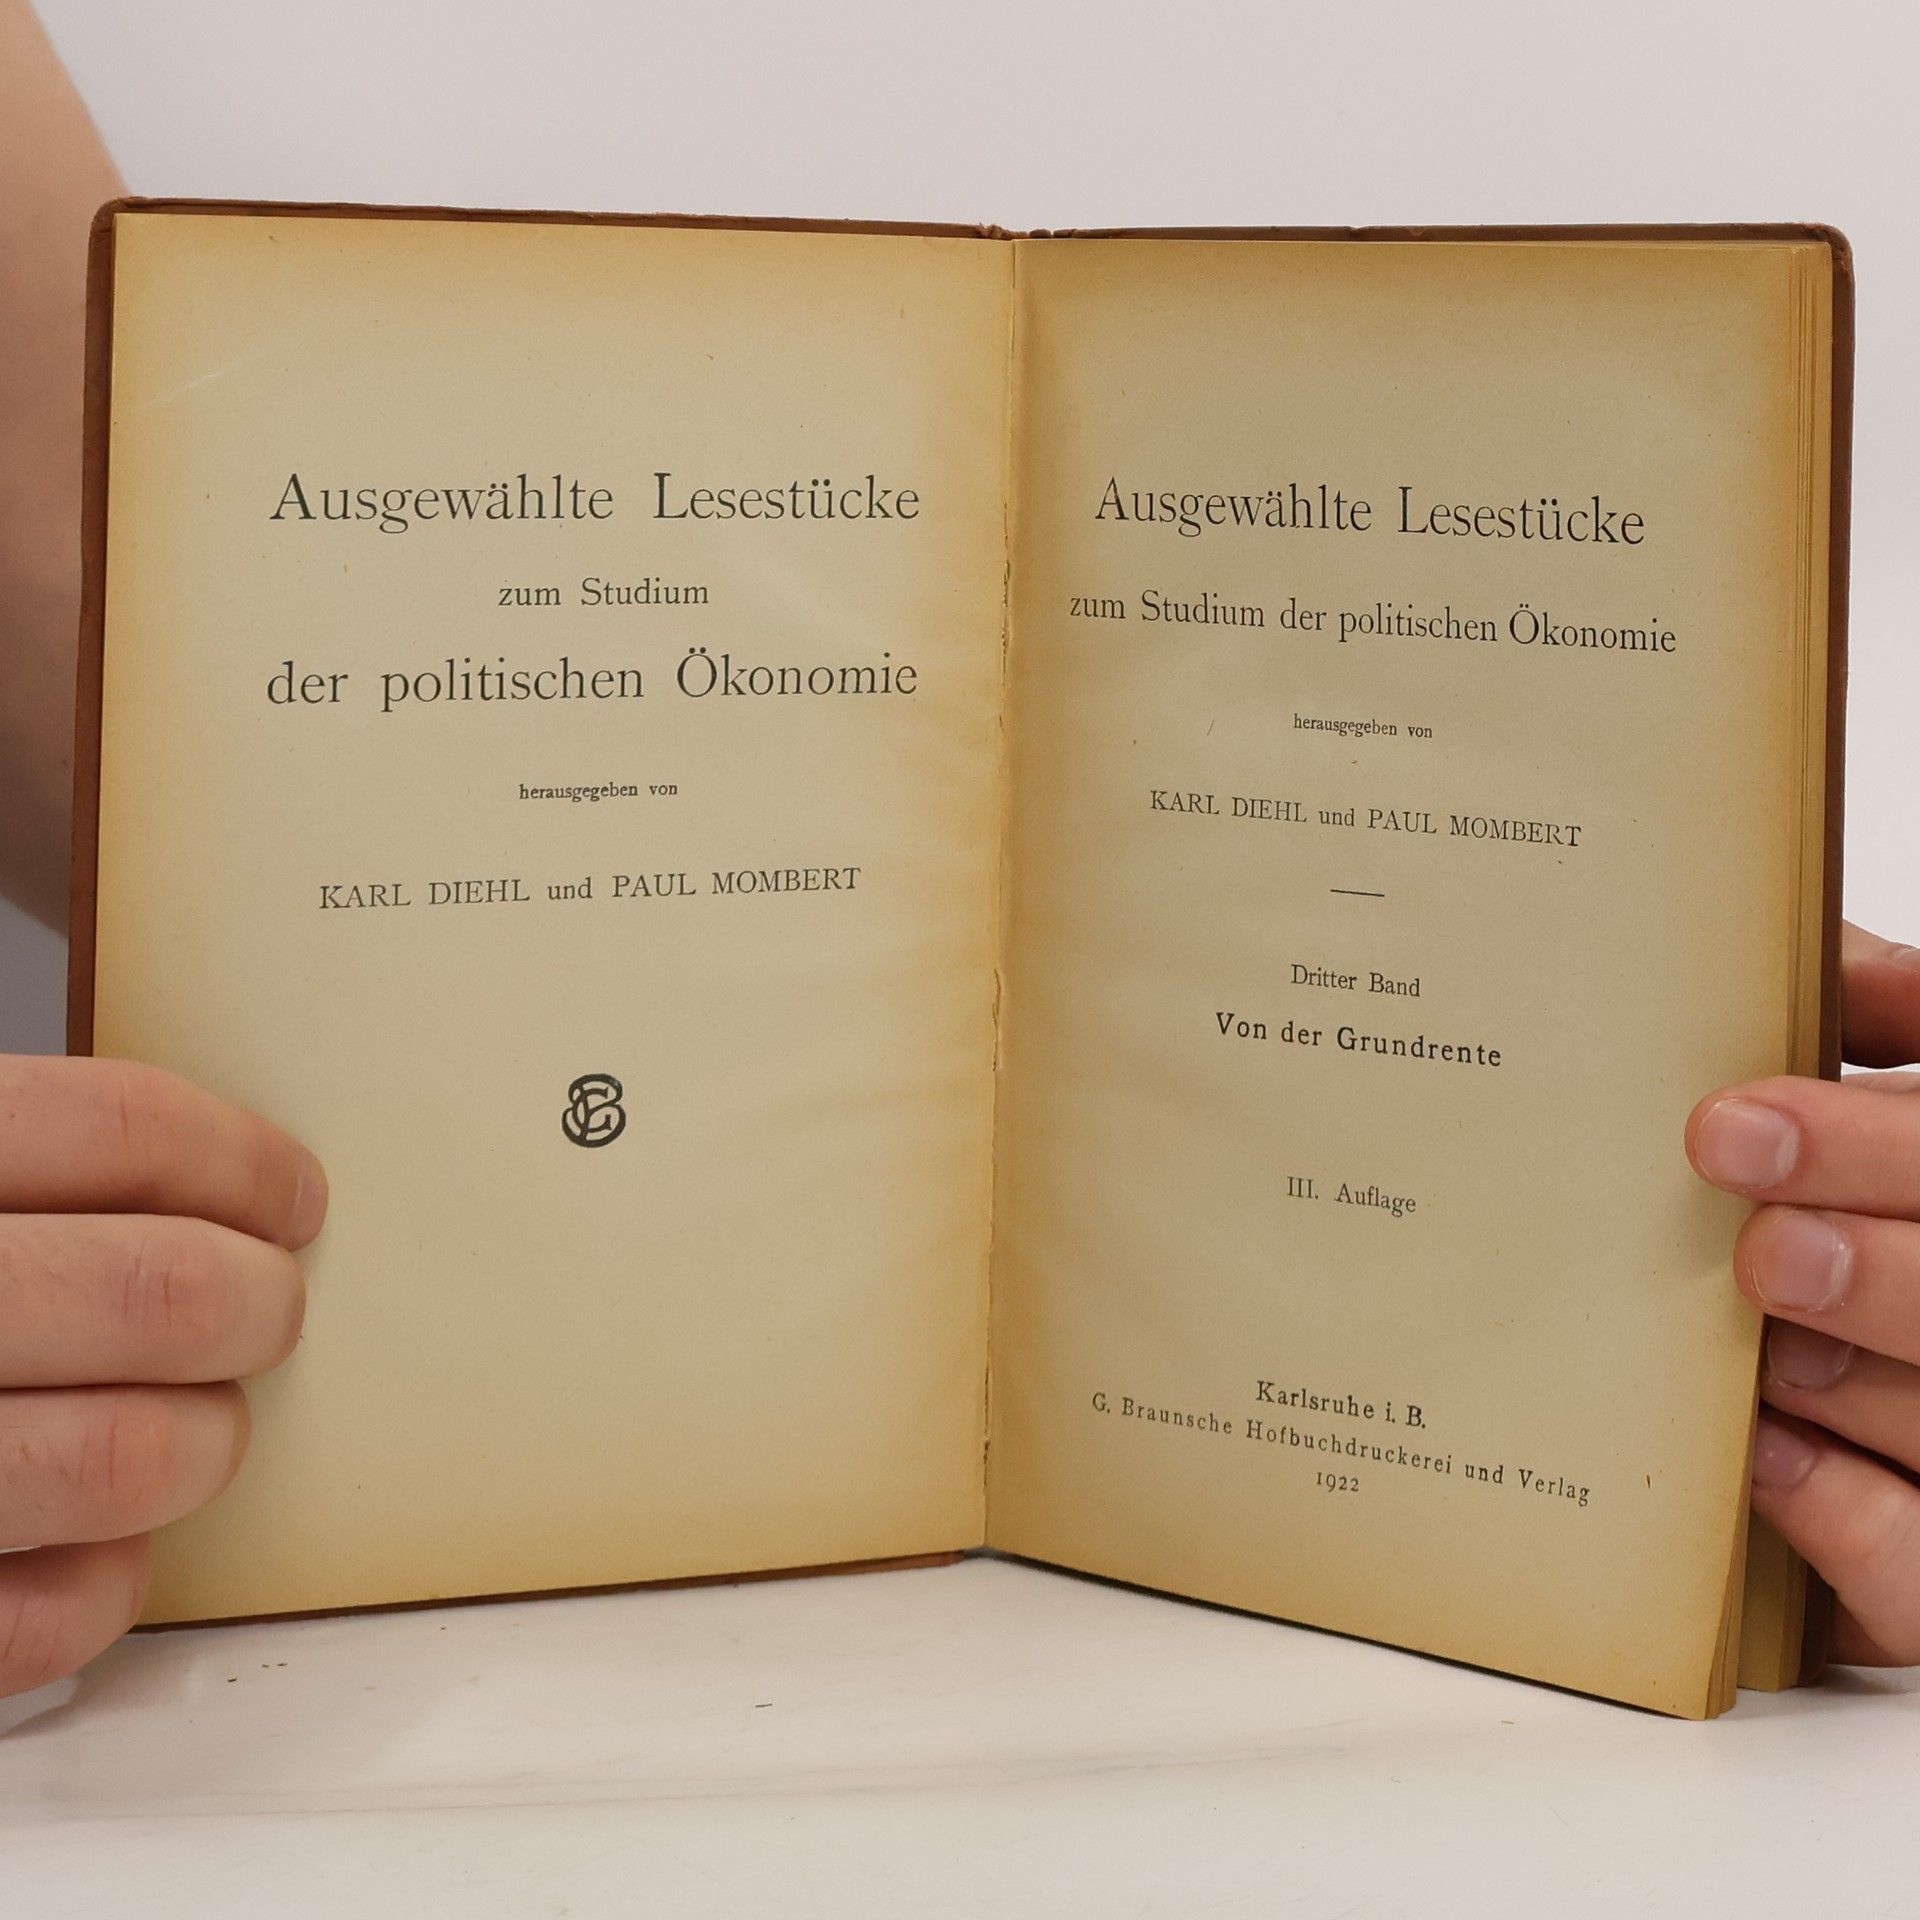 Ausgewählte Lesestücke
zum Studium
der politischen Ökonomie
herausgegeben von
KARL DIEHL und PAUL MOMBERT
Ausgewählte Lesestücke
zum Studium der politischen Ökonomie
herausgegeben von
KARL DIEHL und PAUL MOMBERT
Dritter Band
Von der Grundrente
III. Auflage
Karlsruhe i. B.
G. Braunsche Hofbuchdruckerei und Verlag
1922